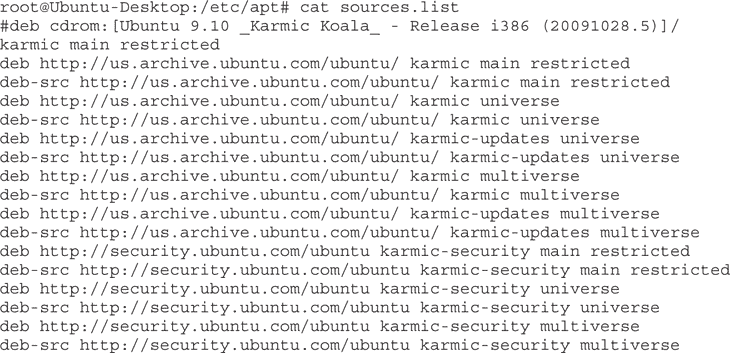 root@Ubuntu-Desktop:/etc/apt# cat sources.list
#deb cdrom:[Ubuntu 9.10 _Karmic Koala_ - Release i386 (20091028.5)]/
karmic main restricted
deb http://us.archive.ubuntu.com/ubuntu/ karmic main restricted
deb-src http://us.archive.ubuntu.com/ubuntu/ karmic main restricted
deb http://us.archive.ubuntu.com/ubuntu/ karmic universe
deb-src http://us.archive.ubuntu.com/ubuntu/ karmic universe
deb http://us.archive.ubuntu.com/ubuntu/ karmic-updates universe
deb-src http://us.archive.ubuntu.com/ubuntu/ karmic-updates universe
deb http://us.archive.ubuntu.com/ubuntu/ karmic multiverse
deb-src http://us.archive.ubuntu.com/ubuntu/ karmic multiverse
deb http://us.archive.ubuntu.com/ubuntu/ karmic-updates multiverse
deb-src http://us.archive.ubuntu.com/ubuntu/ karmic-updates multiverse
deb http://security.ubuntu.com/ubuntu karmic-security main restricted
deb-src http://security.ubuntu.com/ubuntu karmic-security main restricted
deb http://security.ubuntu.com/ubuntu karmic-security universe
deb-src http://security.ubuntu.com/ubuntu karmic-security universe
deb http://security.ubuntu.com/ubuntu karmic-security multiverse
deb-src http://security.ubuntu.com/ubuntu karmic-security multiverse